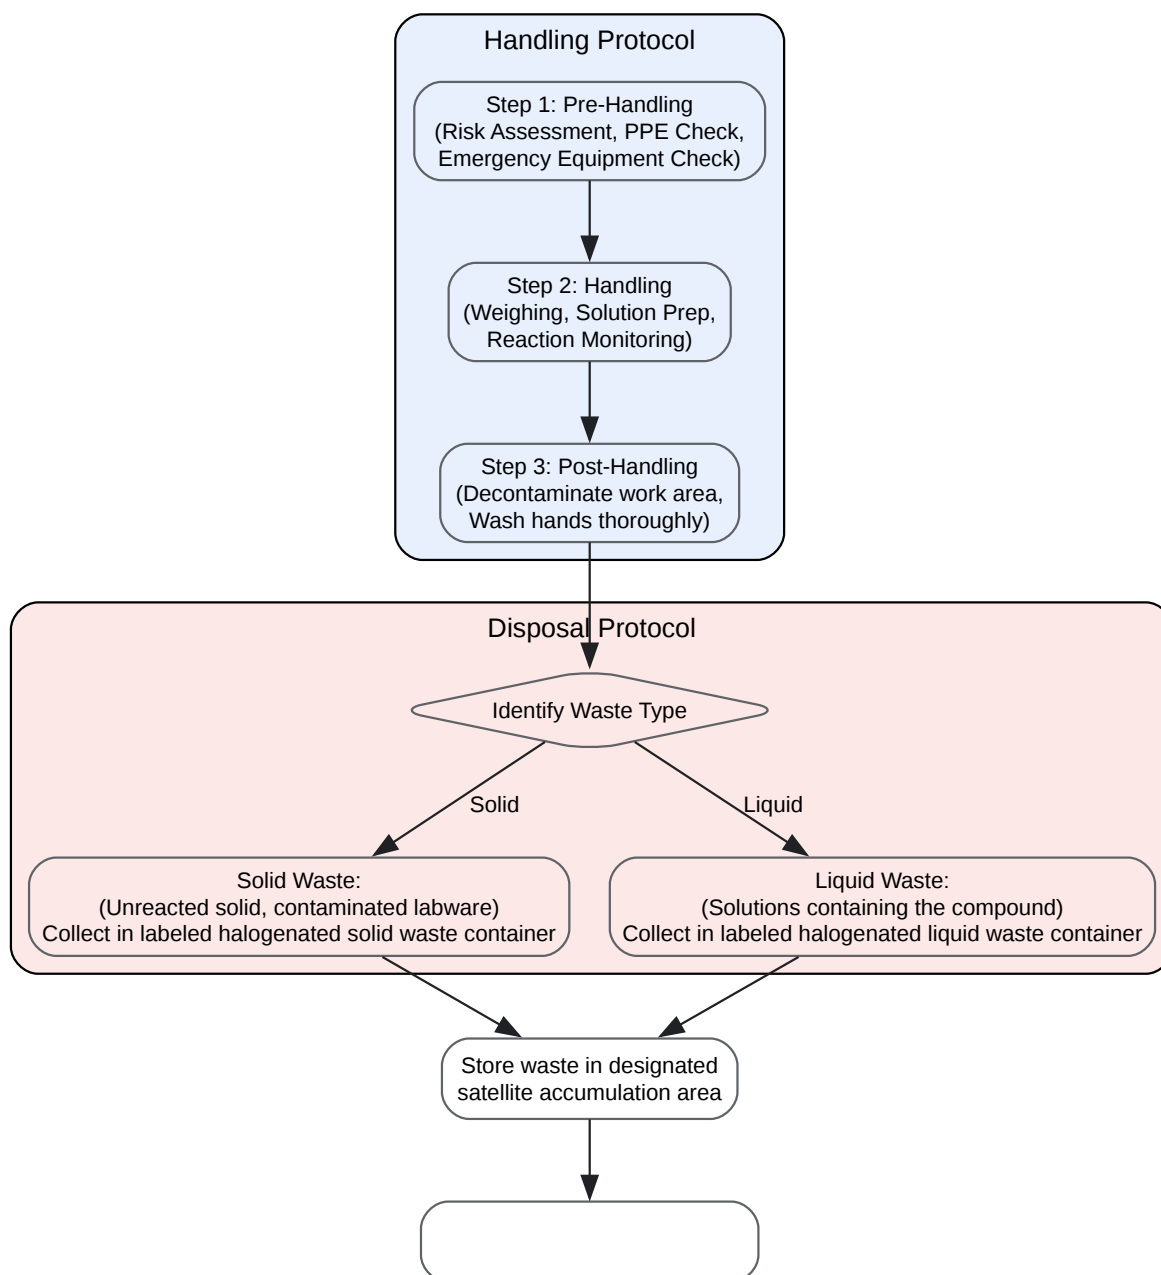 Handling Protocol
Step 1: Pre-Handling
(Risk Assessment, PPE Check,
Emergency Equipment Check)
Step 2: Handling
(Weighing, Solution Prep,
Reaction Monitoring)
Step 3: Post-Handling
(Decontaminate work area,
Wash hands thoroughly)
Disposal Protocol
Identify Waste Type
Solid
Liquid
Solid Waste:
(Unreacted solid, contaminated labware)
Collect in labeled halogenated solid waste container
Liquid Waste:
(Solutions containing the compound)
Collect in labeled halogenated liquid waste container
Store waste in designated
satellite accumulation area